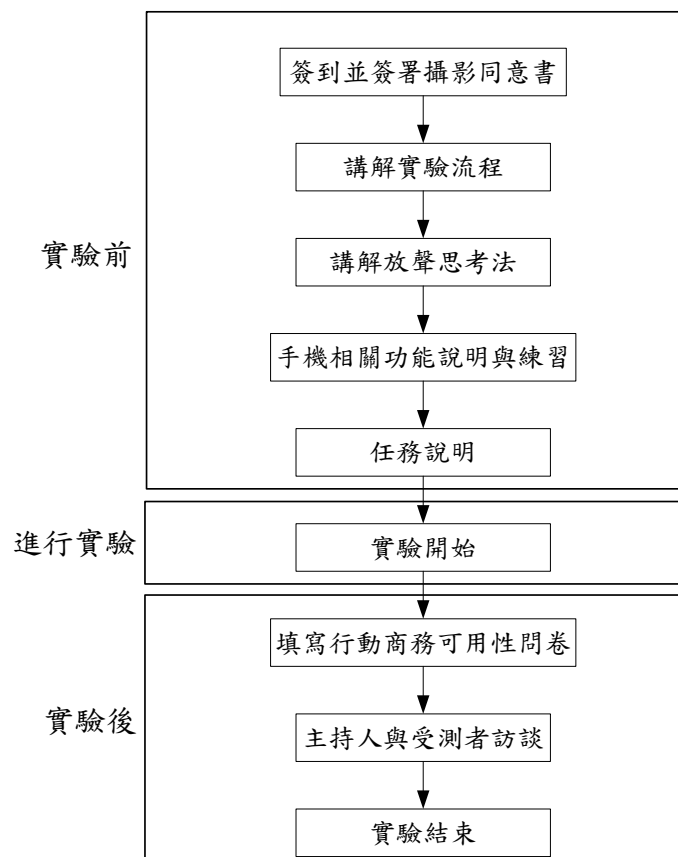 實驗前
簽到並簽署攝影同意書
講解實驗流程
講解放聲思考法
手機相關功能說明與練習
任務說明
進行實驗
實驗開始
實驗後
填寫行動商務可用性問卷
主持人與受測者訪談
實驗結束